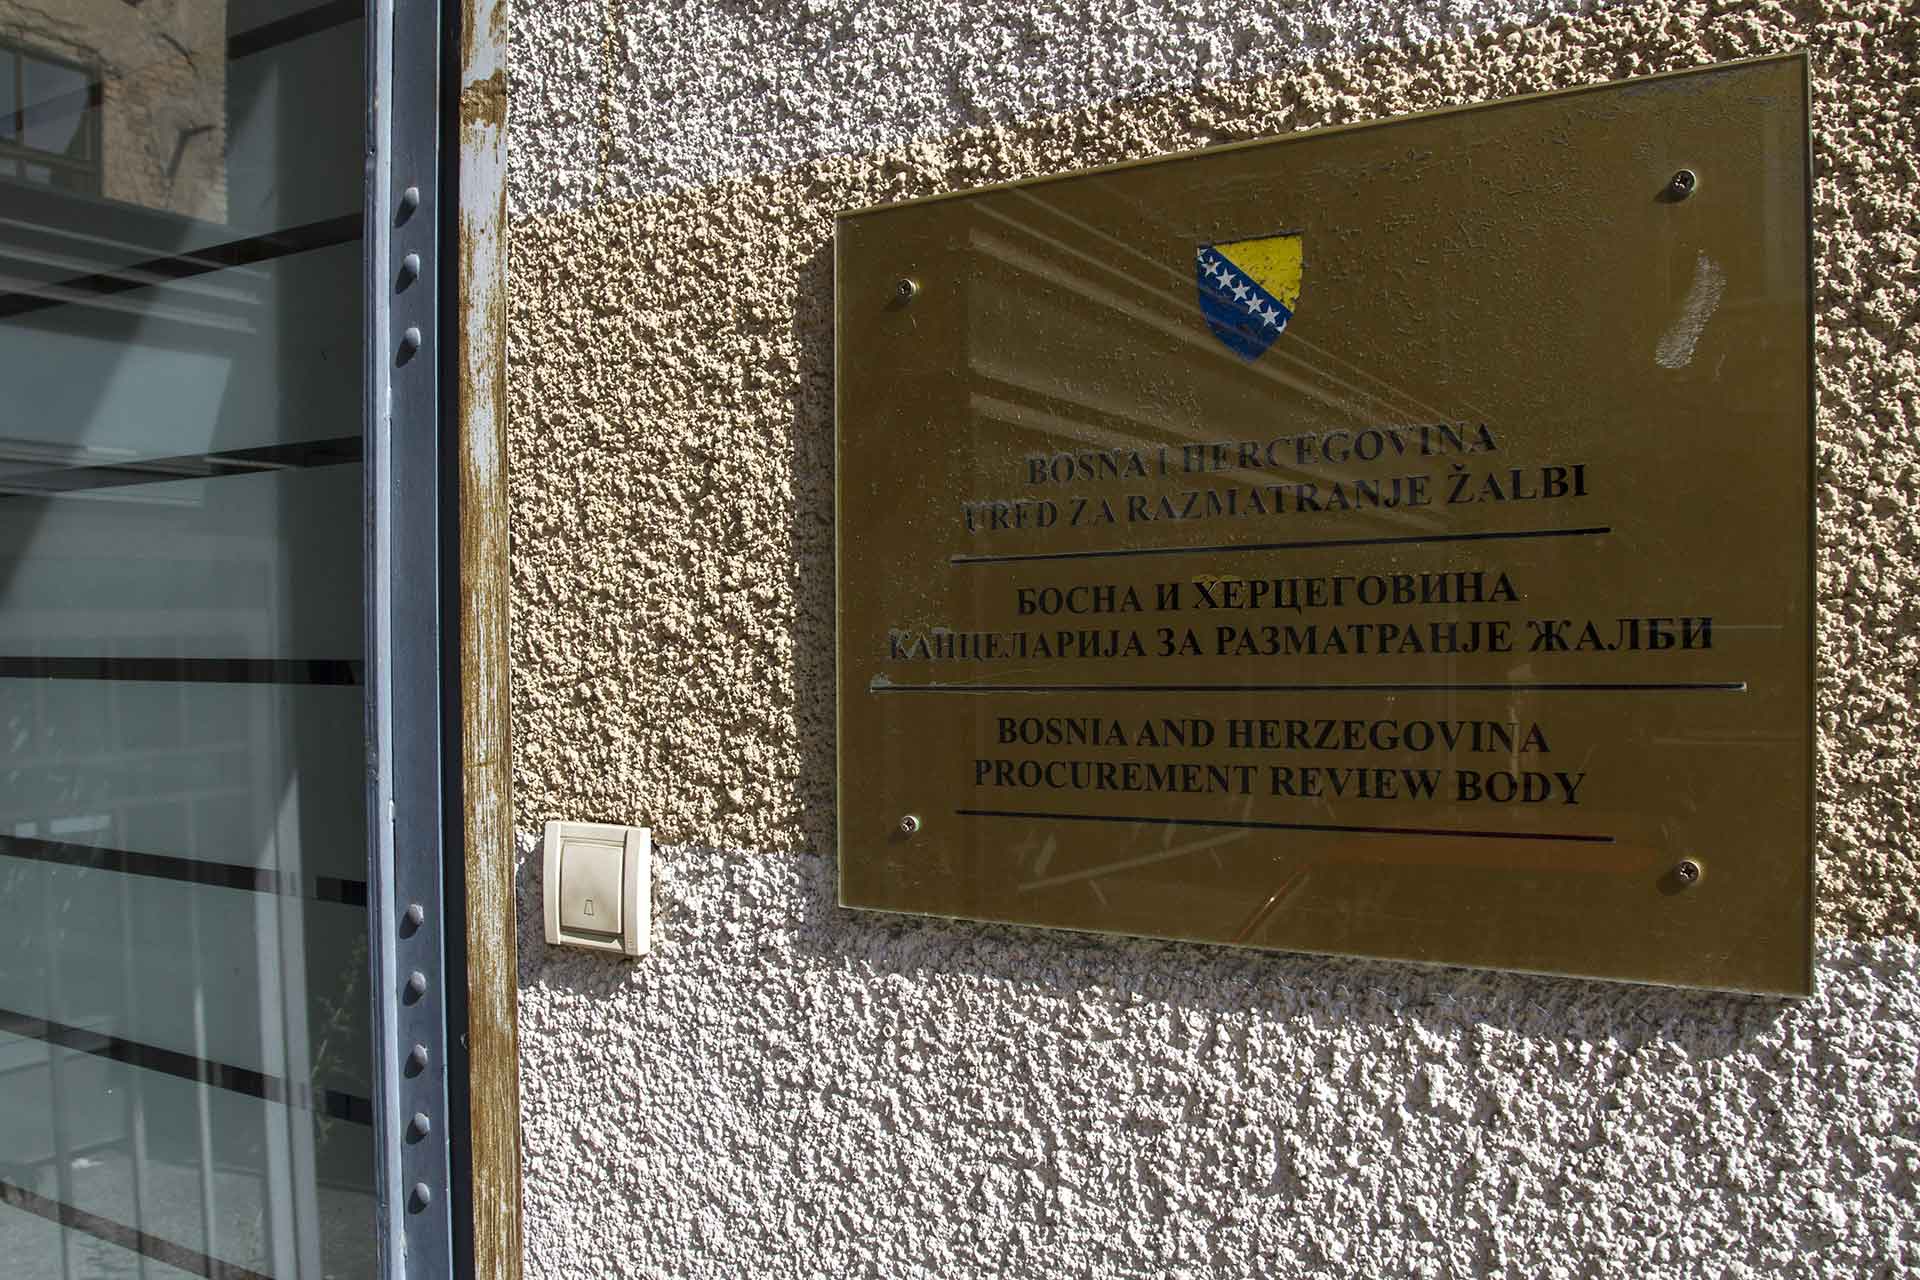 BOSNA I HERCEGOVINA
URED ZA RAZMATRANJE ŽALBI
БОСНА И ХЕРЦЕГОВИНА
КАНЦЕЛАРИЈА ЗА РАЗМАТРАЊЕ ЖАЛБИ
BOSNIA AND HERZEGOVINA
PROCUREMENT REVIEW BODY